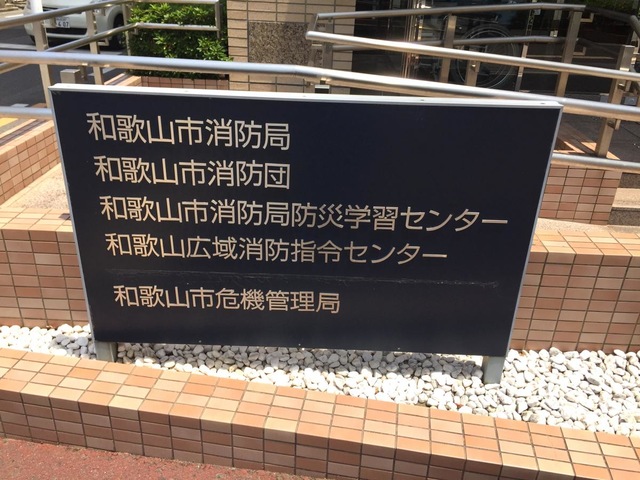 和歌山市消防局
和歌山市消防団
和歌山市消防局防災学習センター
和歌山広域消防指令センター
和歌山市危機管理局